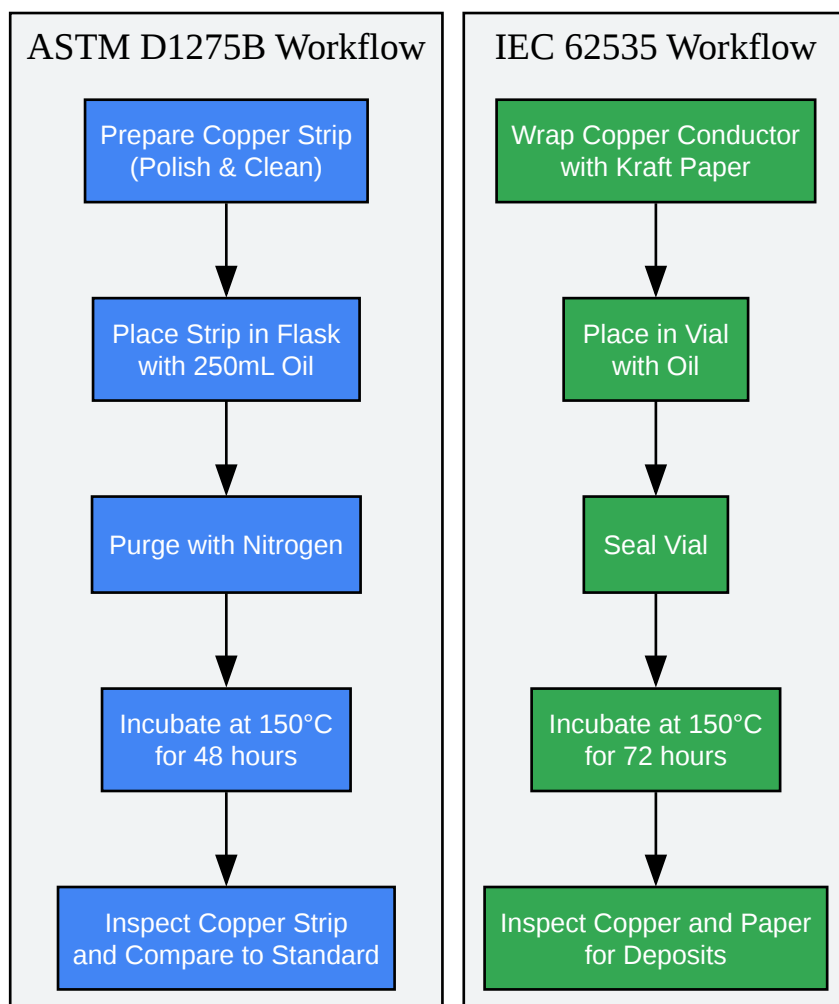 ASTM D1275B Workflow
Prepare Copper Strip
(Polish & Clean)
Place Strip in Flask
with 250mL Oil
Purge with Nitrogen
Incubate at 150°C
for 48 hours
Inspect Copper Strip
and Compare to Standard
IEC 62535 Workflow
Wrap Copper Conductor
with Kraft Paper
Place in Vial
with Oil
Seal Vial
Incubate at 150°C
for 72 hours
Inspect Copper and Paper
for Deposits